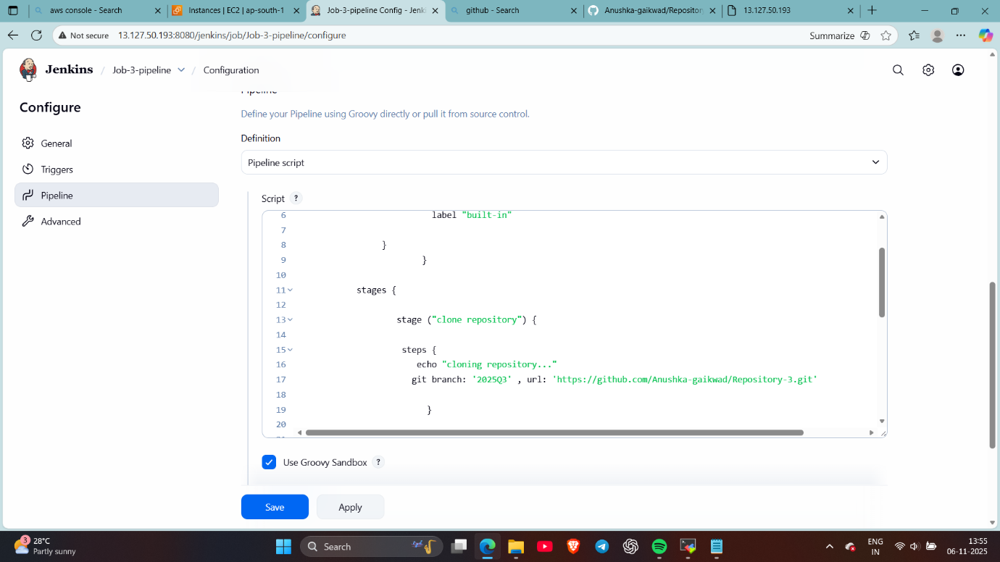 aws console - Search
Instances | EC2 | ap-south-1
Job-3-pipeline Config - Jenki
github - Search
Anushka-gaikwad/Repository
13.127.50.193
Not secure 13.127.50.193:8080/jenkins/job/Job-3-pipeline/configure
Summarize
Jenkins / Job-3-pipeline / Configuration
Configure
General
Triggers
Pipeline
Advanced
Pipeline
Define your Pipeline using Groovy directly or pull it from source control.
Definition
Pipeline script
Script ?
6 label "built-in"
7
8 }
9 }
10
11 stages {
12
13 stage ("clone repository") {
14
15 steps {
16 echo "cloning repository..."
17 git branch: '2025Q3' , url: 'https://github.com/Anushka-gaikwad/Repository-3.git'
18
19 }
20
Use Groovy Sandbox ?
Save
Apply
3
28°C
Partly sunny
Search
ENG
IN
13:55
06-11-2025